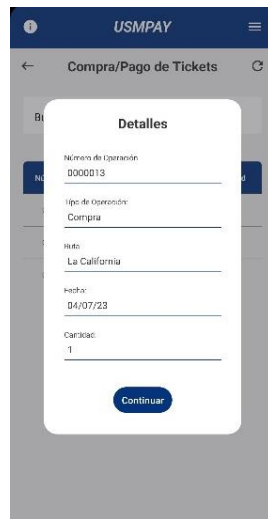 USMPAY
Compra/Pago de Tickets
Detalles
Número de Operación
0000013
Tipo de Operación:
Compra
Ruta
La California
Fecha:
04/07/23
Cantidad:
1
Continuar